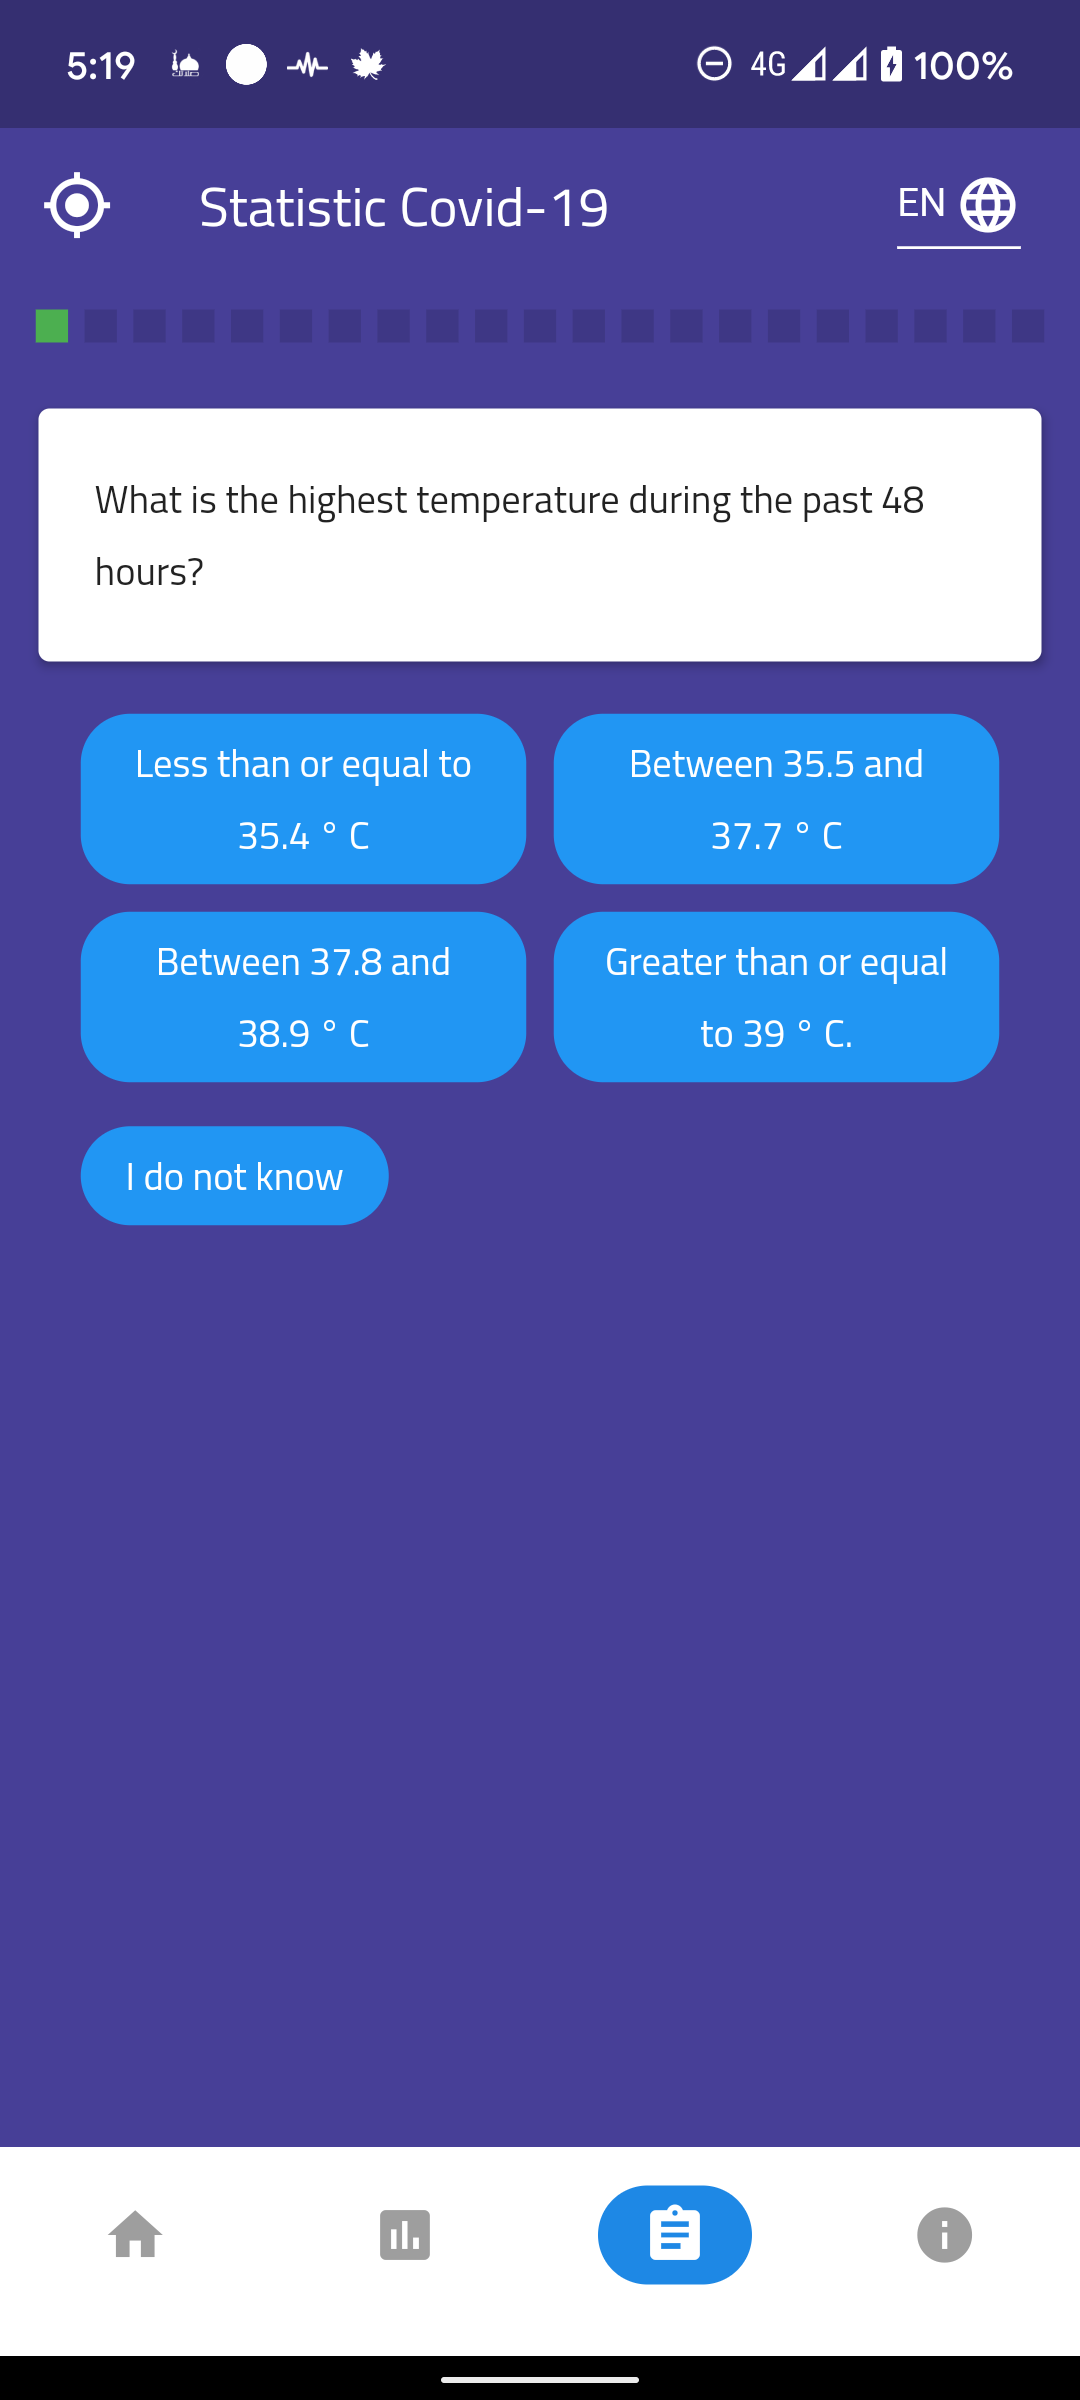 5:19 4G 100%
Statistic Covid-19 EN
What is the highest temperature during the past 48
hours?
Less than or equal to
35.4 ° C
Between 35.5 and
37.7 ° C
Between 37.8 and
38.9 ° C
Greater than or equal
to 39 ° C.
I do not know